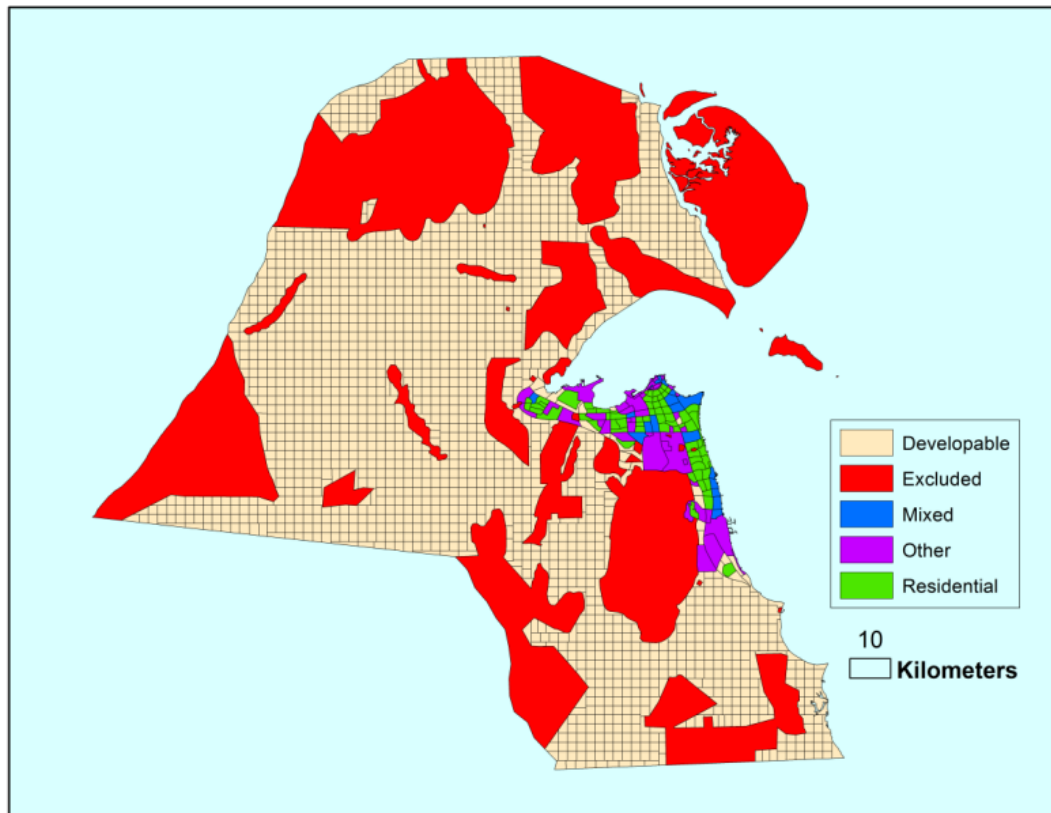 Developable
Excluded
Mixed
Other
Residential
10
Kilometers